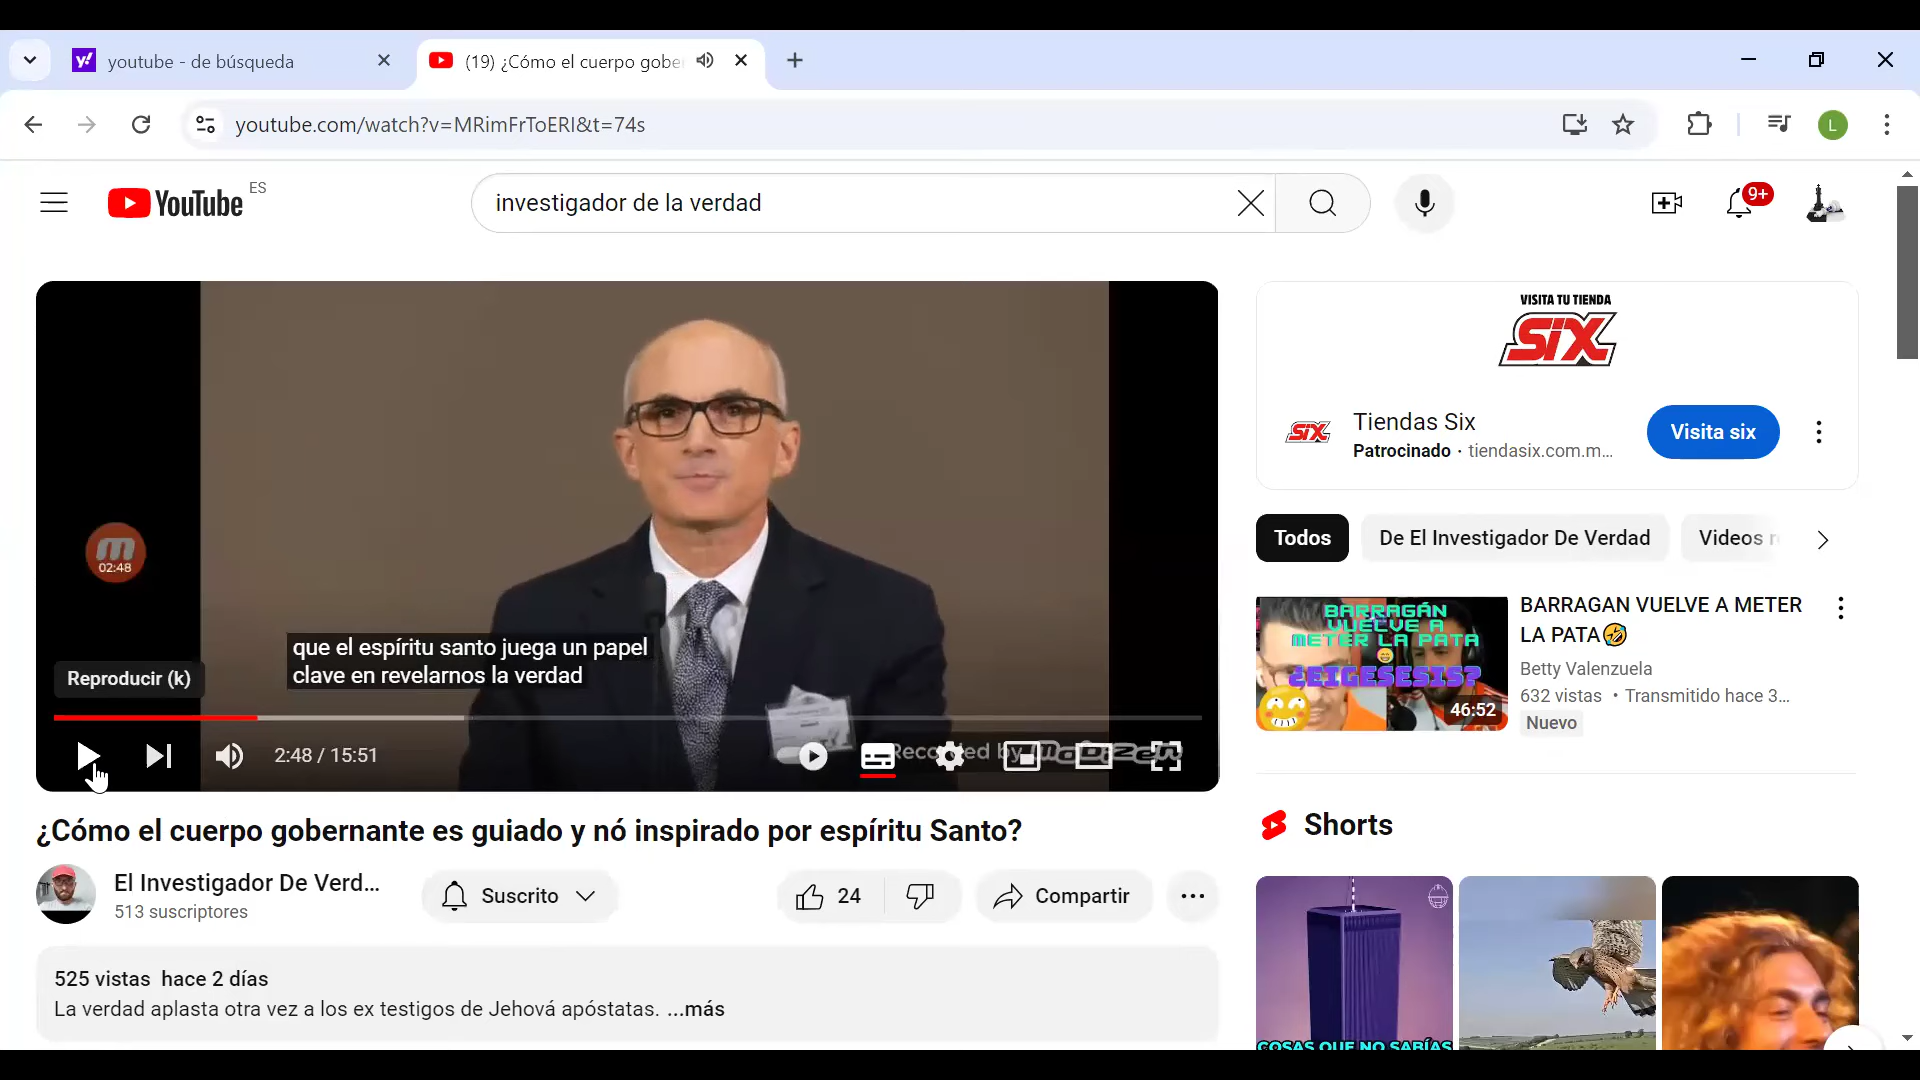 youtube - de búsqueda
(19) ¿Cómo el cuerpo gobe
youtube.com/watch?v=MRimFrToERI&t=74s
L
YouTube
ES
investigador de la verdad
9+
02:48
que el espíritu santo juega un papel
clave en revelarnos la verdad
Reproducir (k)
2:48 / 15:51
Recorded by Mobizen
¿Cómo el cuerpo gobernante es guiado y nó inspirado por espíritu Santo?
El Investigador De Verd...
513 suscriptores
Suscrito
24
Compartir
525 vistas hace 2 días
La verdad aplasta otra vez a los ex testigos de Jehová apóstatas. ...más
VISITA TU TIENDA
SIX
SIX
Tiendas Six
Patrocinado · tiendasix.com.m...
Visita six
Todos
De El Investigador De Verdad
Videos
BARRAGÁN
VUELVE A
METER LA PATA
¿EIGESESIS?
46:52
BARRAGAN VUELVE A METER
LA PATA🤣
Betty Valenzuela
632 vistas • Transmitido hace 3...
Nuevo
Shorts
COSAS QUE NO SABÍAS